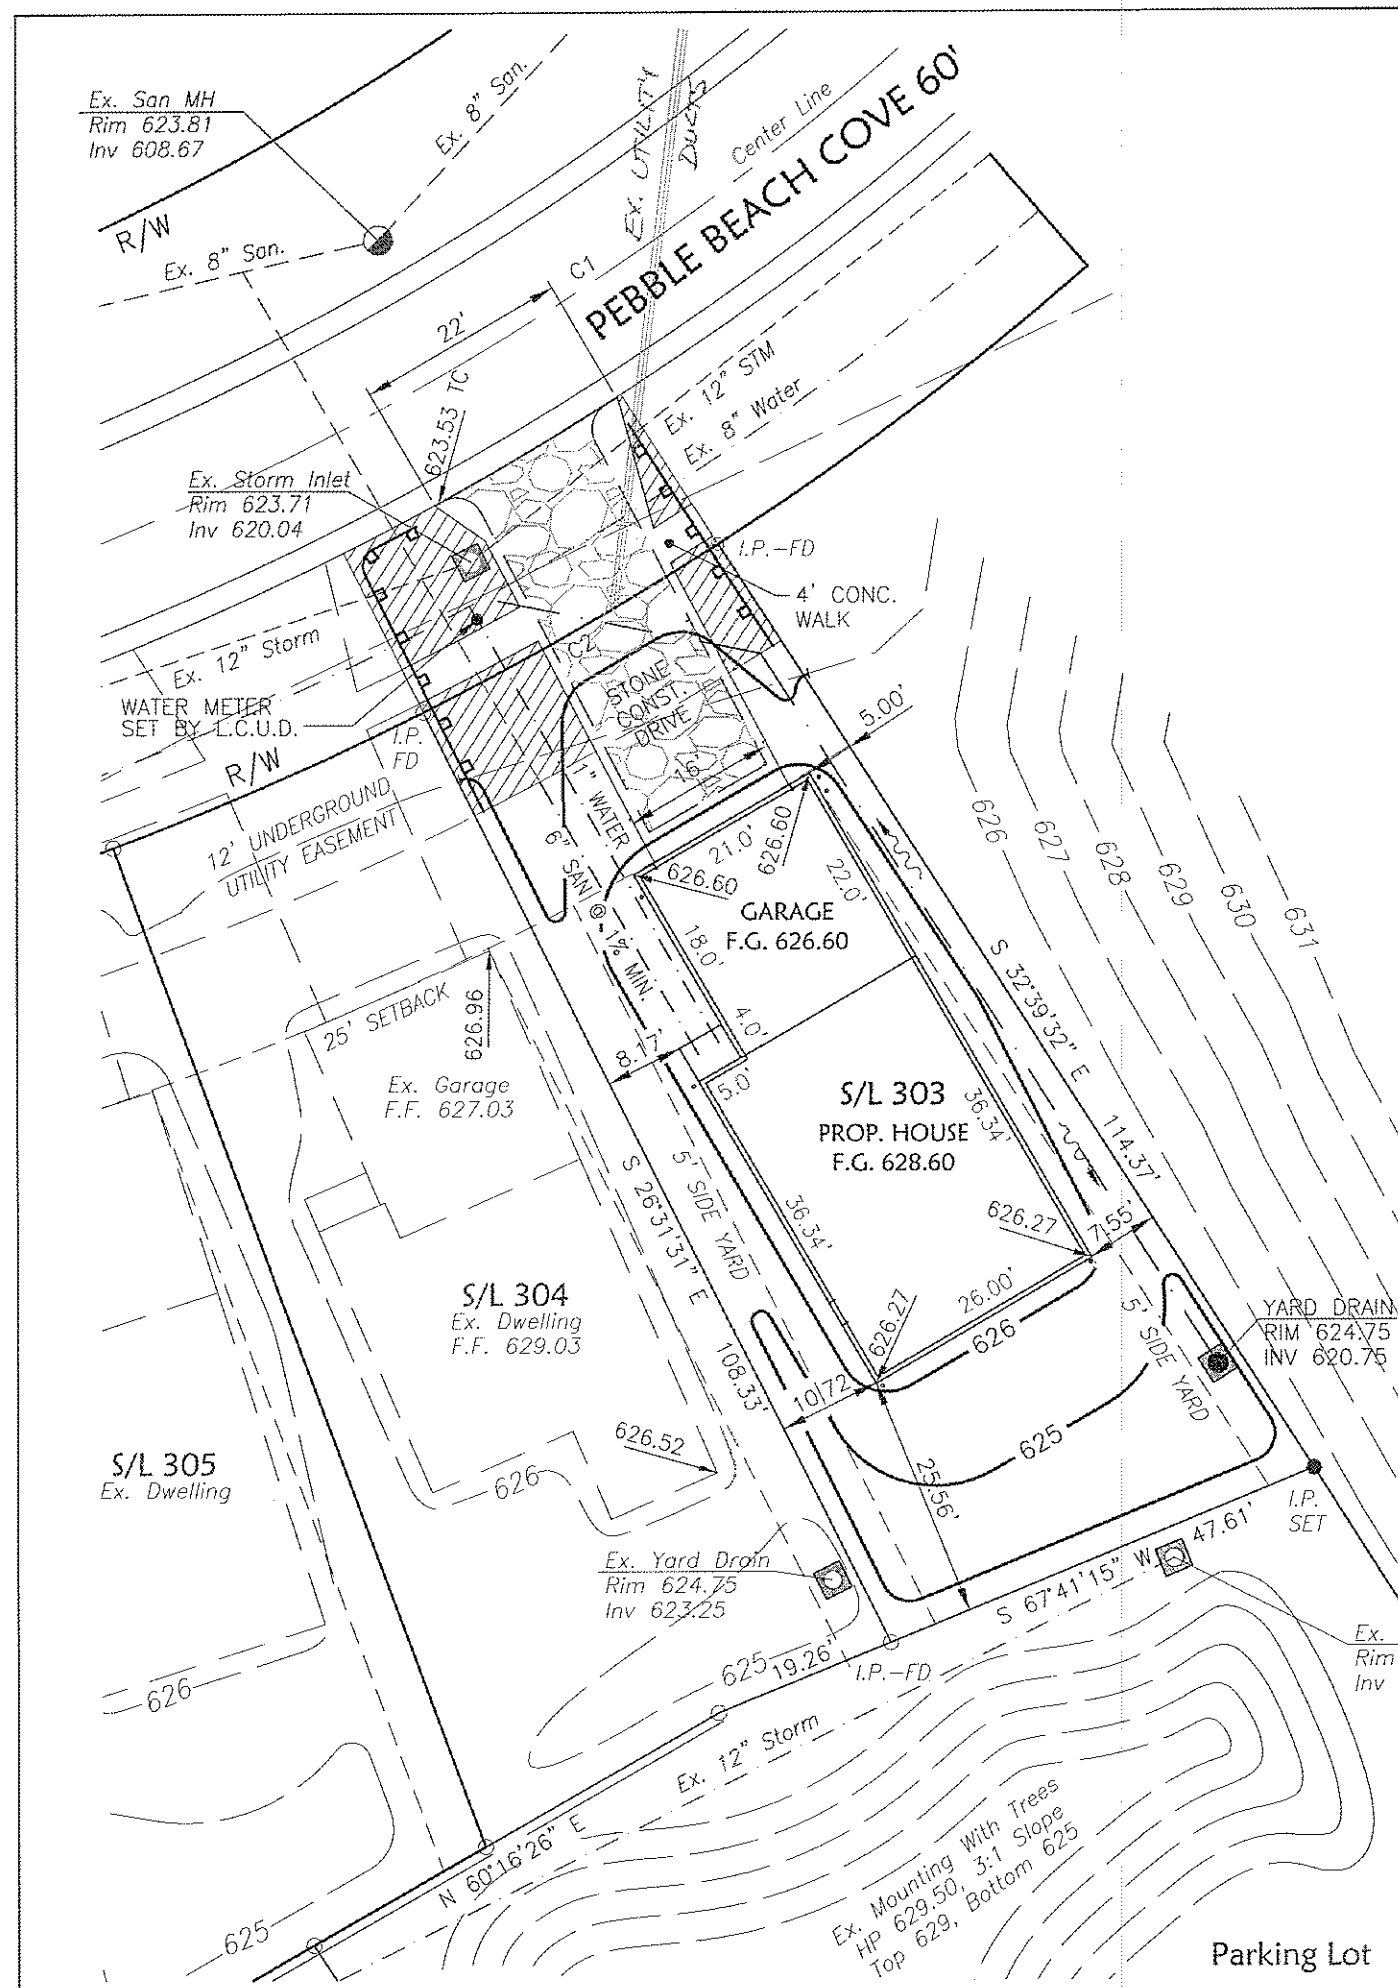 Ex. San MH
Rim 623.81
Inv 608.67
Ex. 8" San.
Ex. UTILITY
DUCTS
Center Line
PEBBLE BEACH COVE 60'
R/W
Ex. 8" San.
C1
22'
623.53 TC
Ex. 12" STM
Ex. 8" Water
Ex. Storm Inlet
Rim 623.71
Inv 620.04
I.P.-FD
4' CONC.
WALK
Ex. 12" Storm
C2
WATER METER
SET BY L.C.U.D.
STONE
CONST.
DRIVE
I.P.
FD
R/W
5.00'
16'
12' UNDERGROUND
UTILITY EASEMENT
1" WATER
6" SAN @ 1% MIN.
21.0'
626.60
626.60
22.0'
GARAGE
F.G. 626.60
18.0'
626
627
628
629
630
631
25' SETBACK
626.96
4.0'
8.17'
5.0'
S 32°39'32" E
114.37'
Ex. Garage
F.F. 627.03
S/L 303
PROP. HOUSE
F.G. 628.60
36.34'
5' SIDE YARD
S 26°31'31" E
108.33'
36.34'
626.27
7.55'
S/L 304
Ex. Dwelling
F.F. 629.03
626.27
26.00'
626
5' SIDE YARD
YARD DRAIN
RIM 624.75
INV 620.75
10.72'
626.52
625
25.56'
S/L 305
Ex. Dwelling
626
I.P.
SET
Ex. Yard Drain
Rim 624.75
Inv 623.25
S 67°41'15" W
47.61'
Ex.
Rim
Inv
625
19.26'
I.P.-FD
626
Ex. 12" Storm
N 60°16'26" E
Ex. Mounting With Trees
HP 629.50, 3:1 Slope
Top 629, Bottom 625
625
Parking Lot